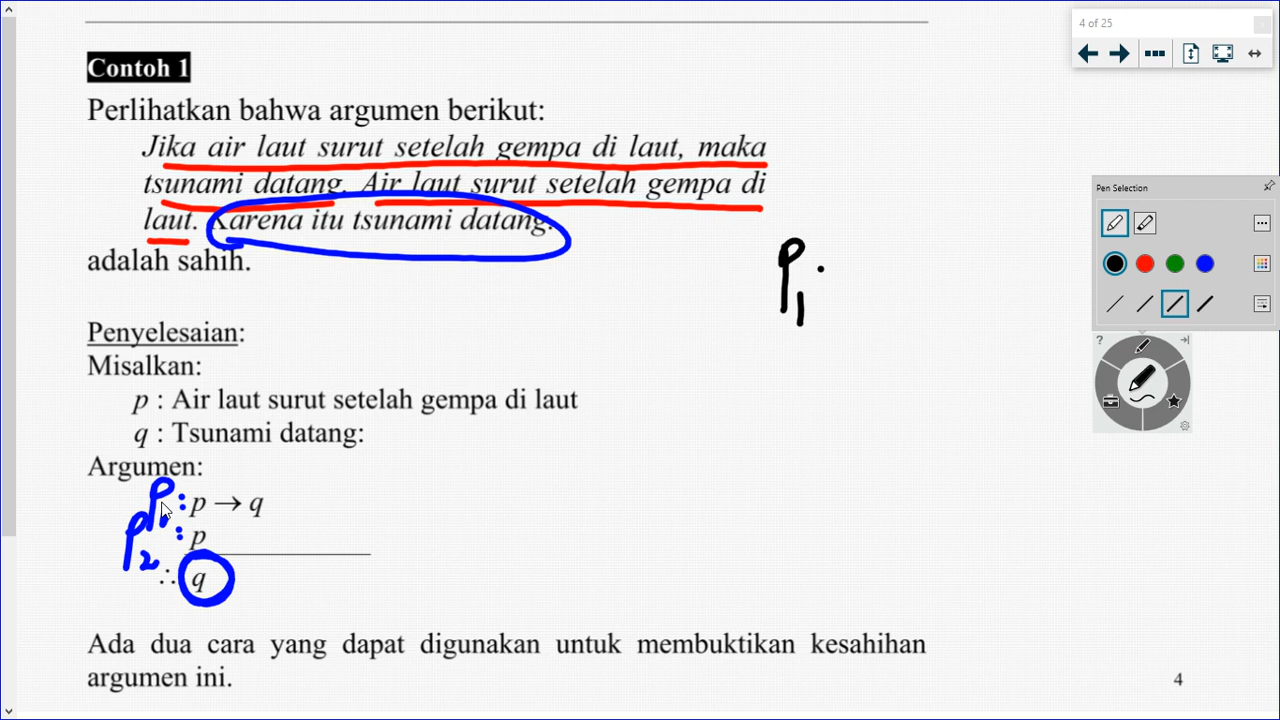 4 of 25
Contoh 1
Perlihatkan bahwa argumen berikut:
Jika air laut surut setelah gempa di laut, maka
tsunami datang. Air laut surut setelah gempa di
laut. Karena itu tsunami datang.
adalah sahih.
Pen Selection
p1.
Penyelesaian:
Misalkan:
p : Air laut surut setelah gempa di laut
q : Tsunami datang:
Argumen:
p1 : p → q
p2 : p
∴ q
Ada dua cara yang dapat digunakan untuk membuktikan kesahihan
argumen ini.
4